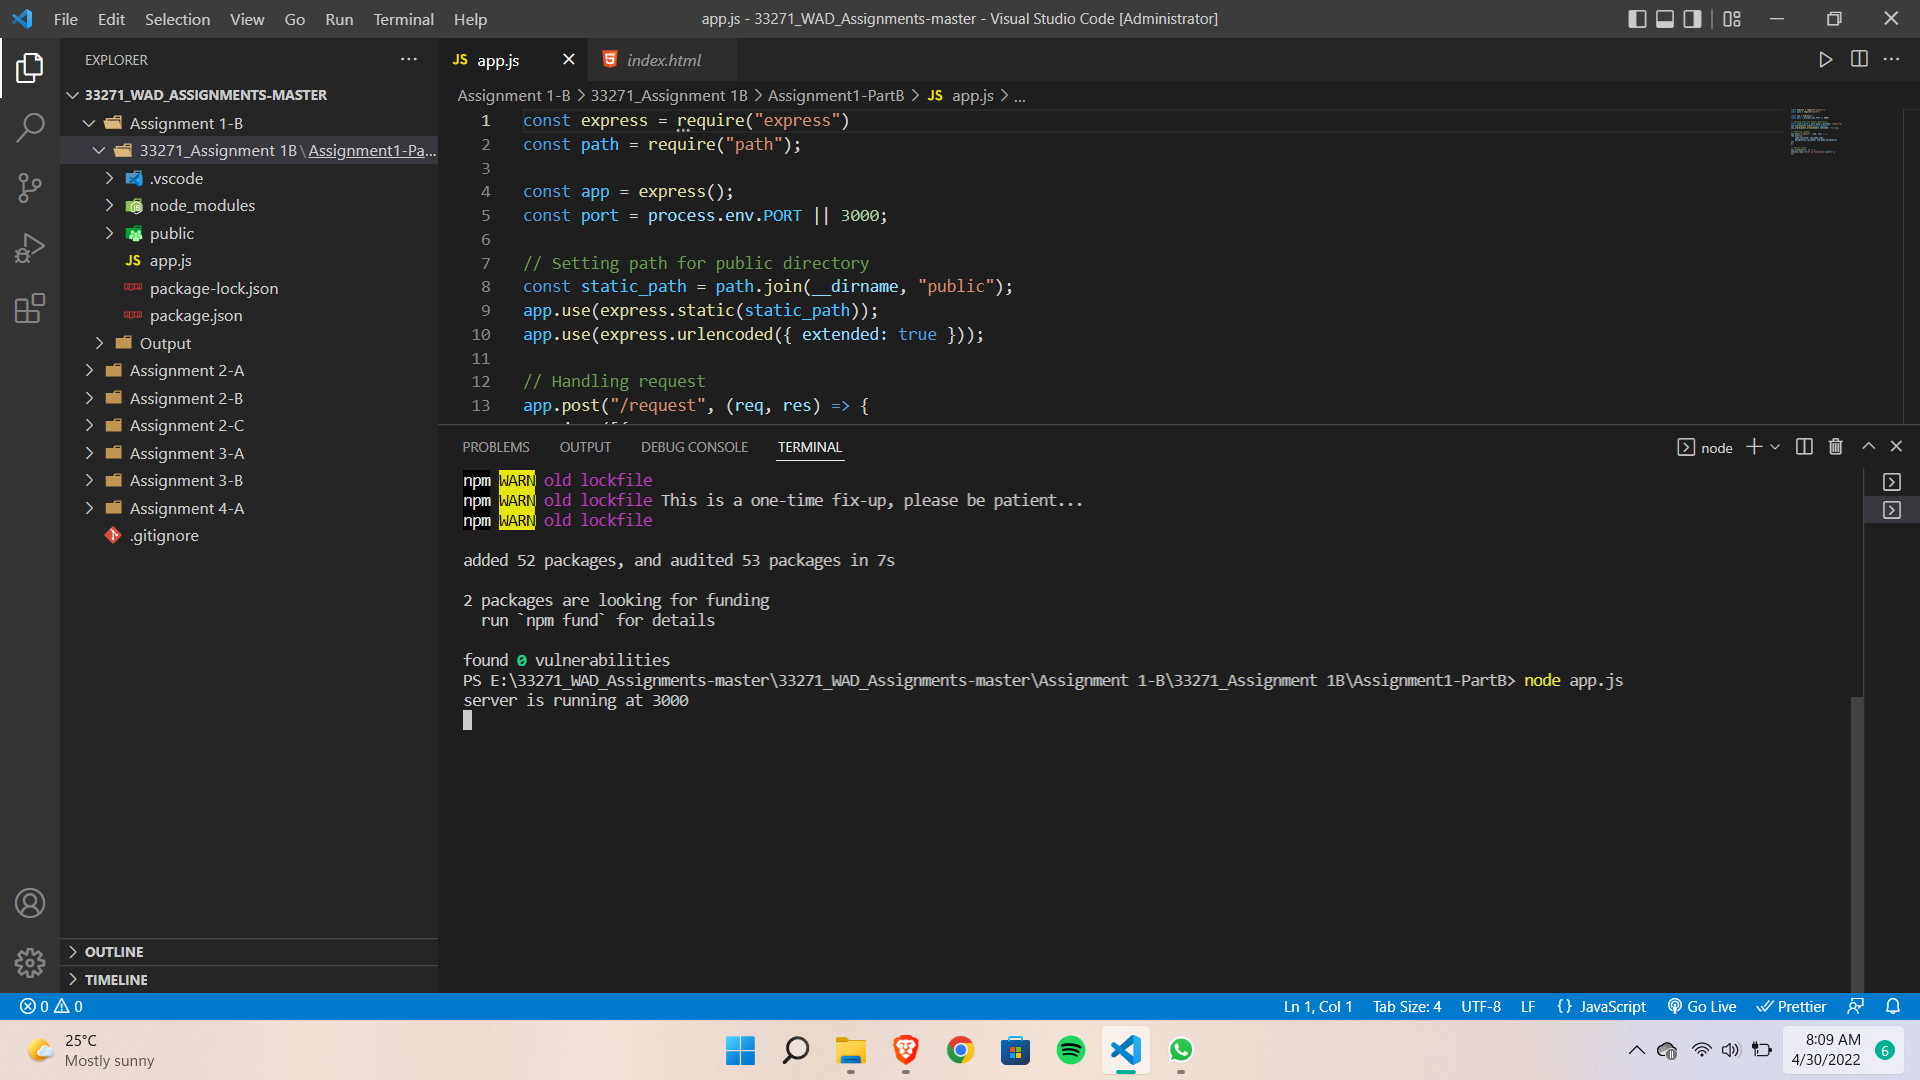 File Edit Selection View Go Run Terminal Help
app.js - 33271_WAD_Assignments-master - Visual Studio Code [Administrator]
EXPLORER
33271_WAD_ASSIGNMENTS-MASTER
Assignment 1-B
33271_Assignment 1B\Assignment1-Pa...
.vscode
node_modules
public
JS app.js
package-lock.json
package.json
Output
Assignment 2-A
Assignment 2-B
Assignment 2-C
Assignment 3-A
Assignment 3-B
Assignment 4-A
.gitignore
OUTLINE
TIMELINE
JS app.js
index.html
Assignment 1-B > 33271_Assignment 1B > Assignment1-PartB > JS app.js > ...
1 const express = require("express")
2 const path = require("path");
3
4 const app = express();
5 const port = process.env.PORT || 3000;
6
7 // Setting path for public directory
8 const static_path = path.join(__dirname, "public");
9 app.use(express.static(static_path));
10 app.use(express.urlencoded({ extended: true }));
11
12 // Handling request
13 app.post("/request", (req, res) => {
PROBLEMS OUTPUT DEBUG CONSOLE TERMINAL
node
npm WARN old lockfile
npm WARN old lockfile This is a one-time fix-up, please be patient...
npm WARN old lockfile
added 52 packages, and audited 53 packages in 7s
2 packages are looking for funding
run `npm fund` for details
found 0 vulnerabilities
PS E:\33271_WAD_Assignments-master\33271_WAD_Assignments-master\Assignment 1-B\33271_Assignment 1B\Assignment1-PartB> node app.js
server is running at 3000
0 0
Ln 1, Col 1 Tab Size: 4 UTF-8 LF {} JavaScript Go Live Prettier
25°C
Mostly sunny
8:09 AM
4/30/2022
6